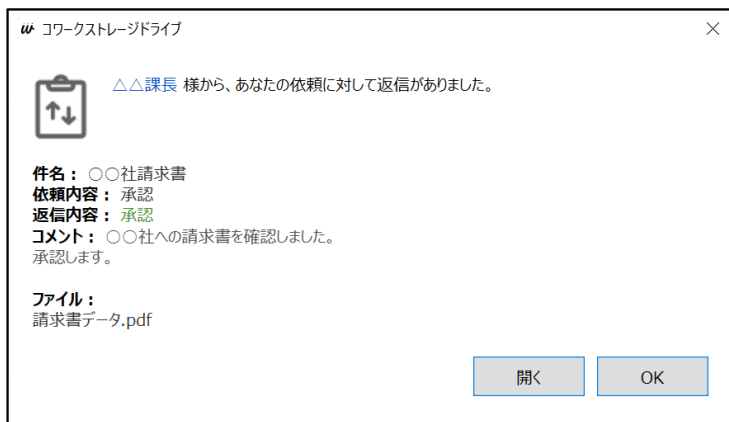 コワークストレージドライブ
△△課長 様から、あなたの依頼に対して返信がありました。
件名： ○○社請求書
依頼内容： 承認
返信内容： 承認
コメント： ○○社への請求書を確認しました。
承認します。
ファイル：
請求書データ.pdf
開く
OK